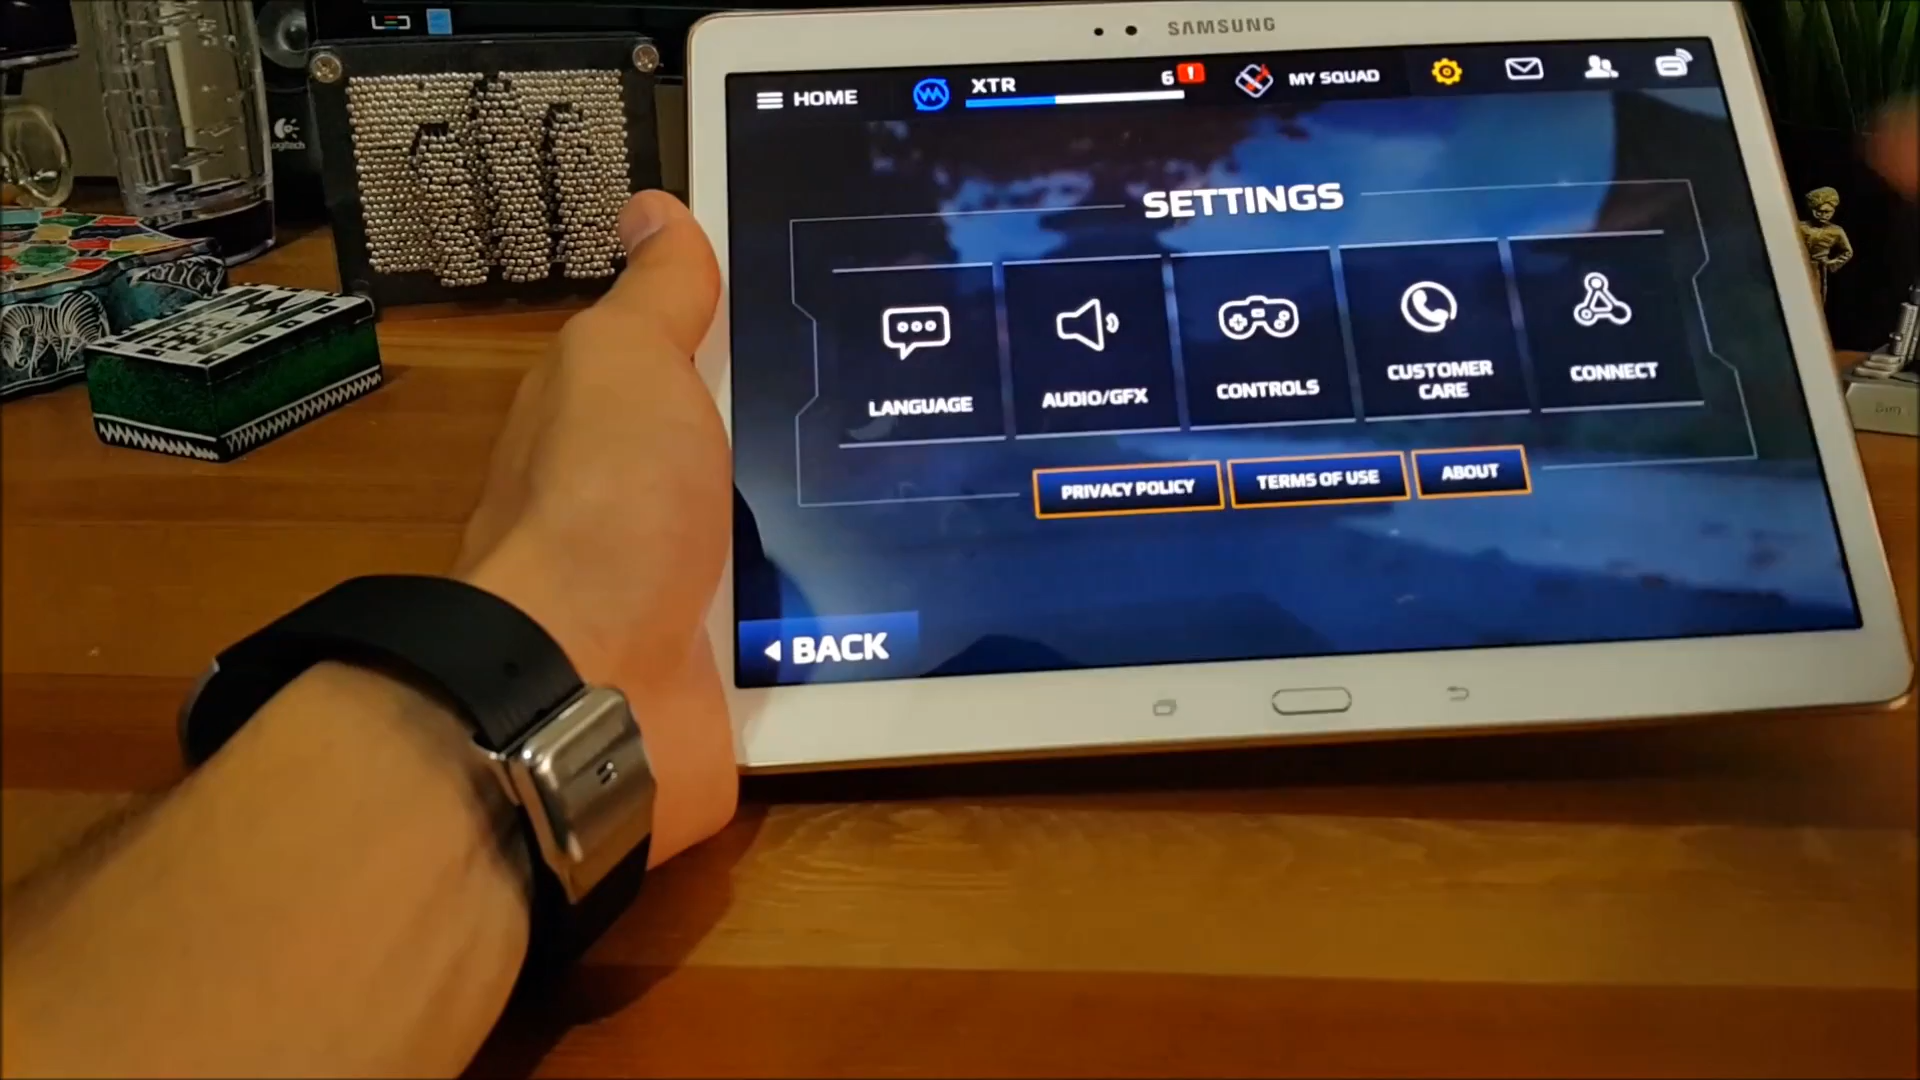 SAMSUNG
HOME
XTR
6 !
MY SQUAD
SETTINGS
LANGUAGE
AUDIO/GFX
CONTROLS
CUSTOMER
CARE
CONNECT
PRIVACY POLICY
TERMS OF USE
ABOUT
BACK
Logitech